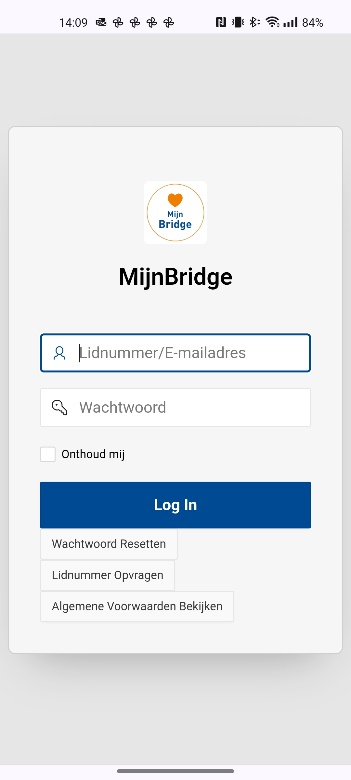 14:09 84%
Mijn
Bridge
MijnBridge
Lidnummer/E-mailadres
Wachtwoord
Onthoud mij
Log In
Wachtwoord Resetten
Lidnummer Opvragen
Algemene Voorwaarden Bekijken